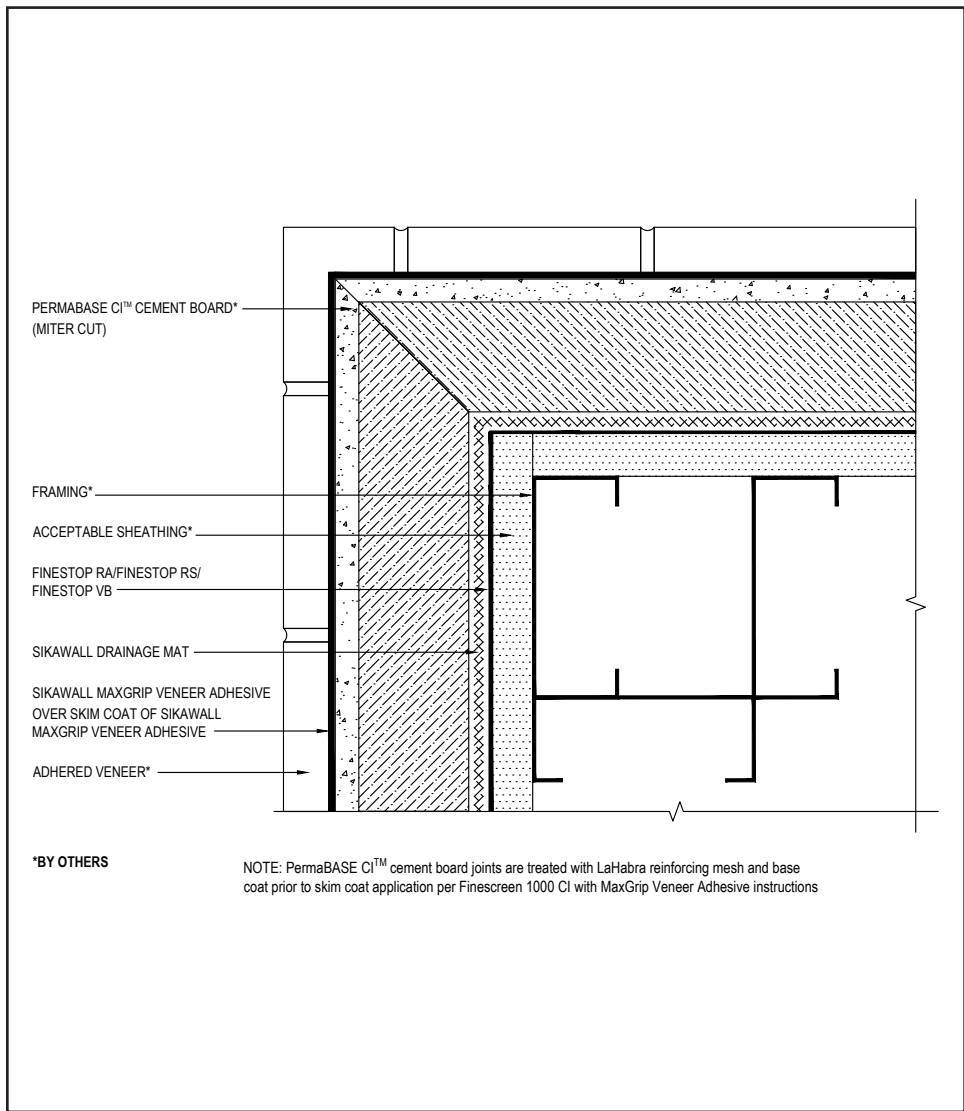 PERMABASE CI™ CEMENT BOARD*
(MITER CUT)
FRAMING*
ACCEPTABLE SHEATHING*
FINESTOP RA/FINESTOP RS/
FINESTOP VB
SIKAWALL DRAINAGE MAT
SIKAWALL MAXGRIP VENEER ADHESIVE
OVER SKIM COAT OF SIKAWALL
MAXGRIP VENEER ADHESIVE
ADHERED VENEER*
*BY OTHERS
NOTE: PermaBASE CI™ cement board joints are treated with LaHabra reinforcing mesh and base
coat prior to skim coat application per Finescreen 1000 CI with MaxGrip Veneer Adhesive instructions